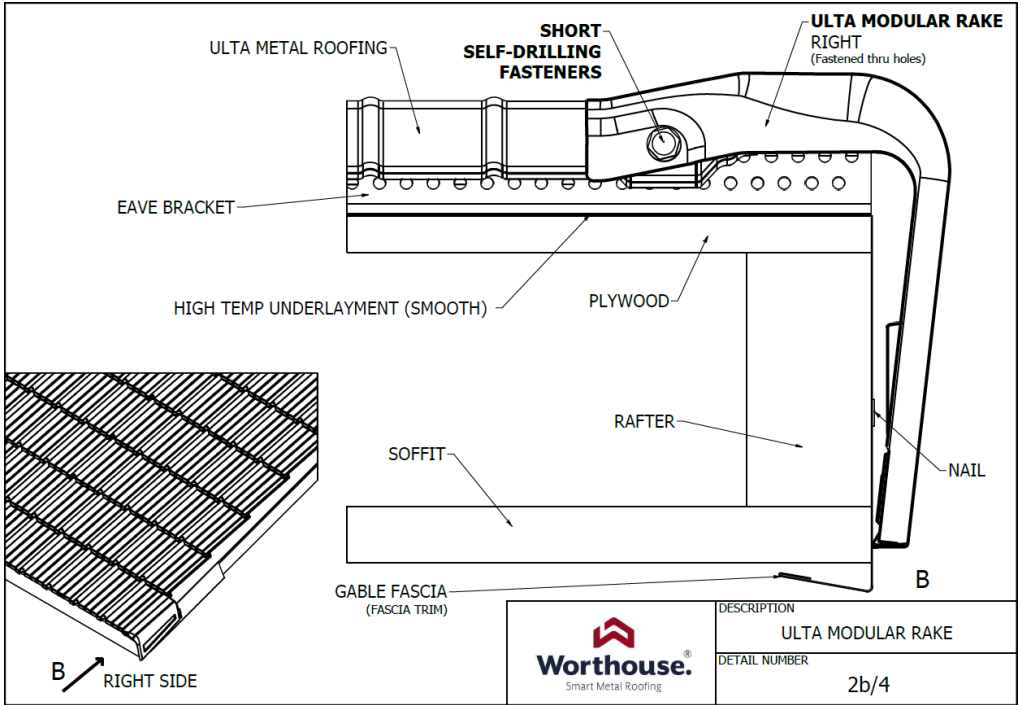 ULTA METAL ROOFING
SHORT
SELF-DRILLING
FASTENERS
ULTA MODULAR RAKE
RIGHT
(Fastened thru holes)
EAVE BRACKET
HIGH TEMP UNDERLAYMENT (SMOOTH)
PLYWOOD
RAFTER
SOFFIT
NAIL
GABLE FASCIA
(FASCIA TRIM)
B
B
RIGHT SIDE
Worthouse.®
Smart Metal Roofing
DESCRIPTION
ULTA MODULAR RAKE
DETAIL NUMBER
2b/4